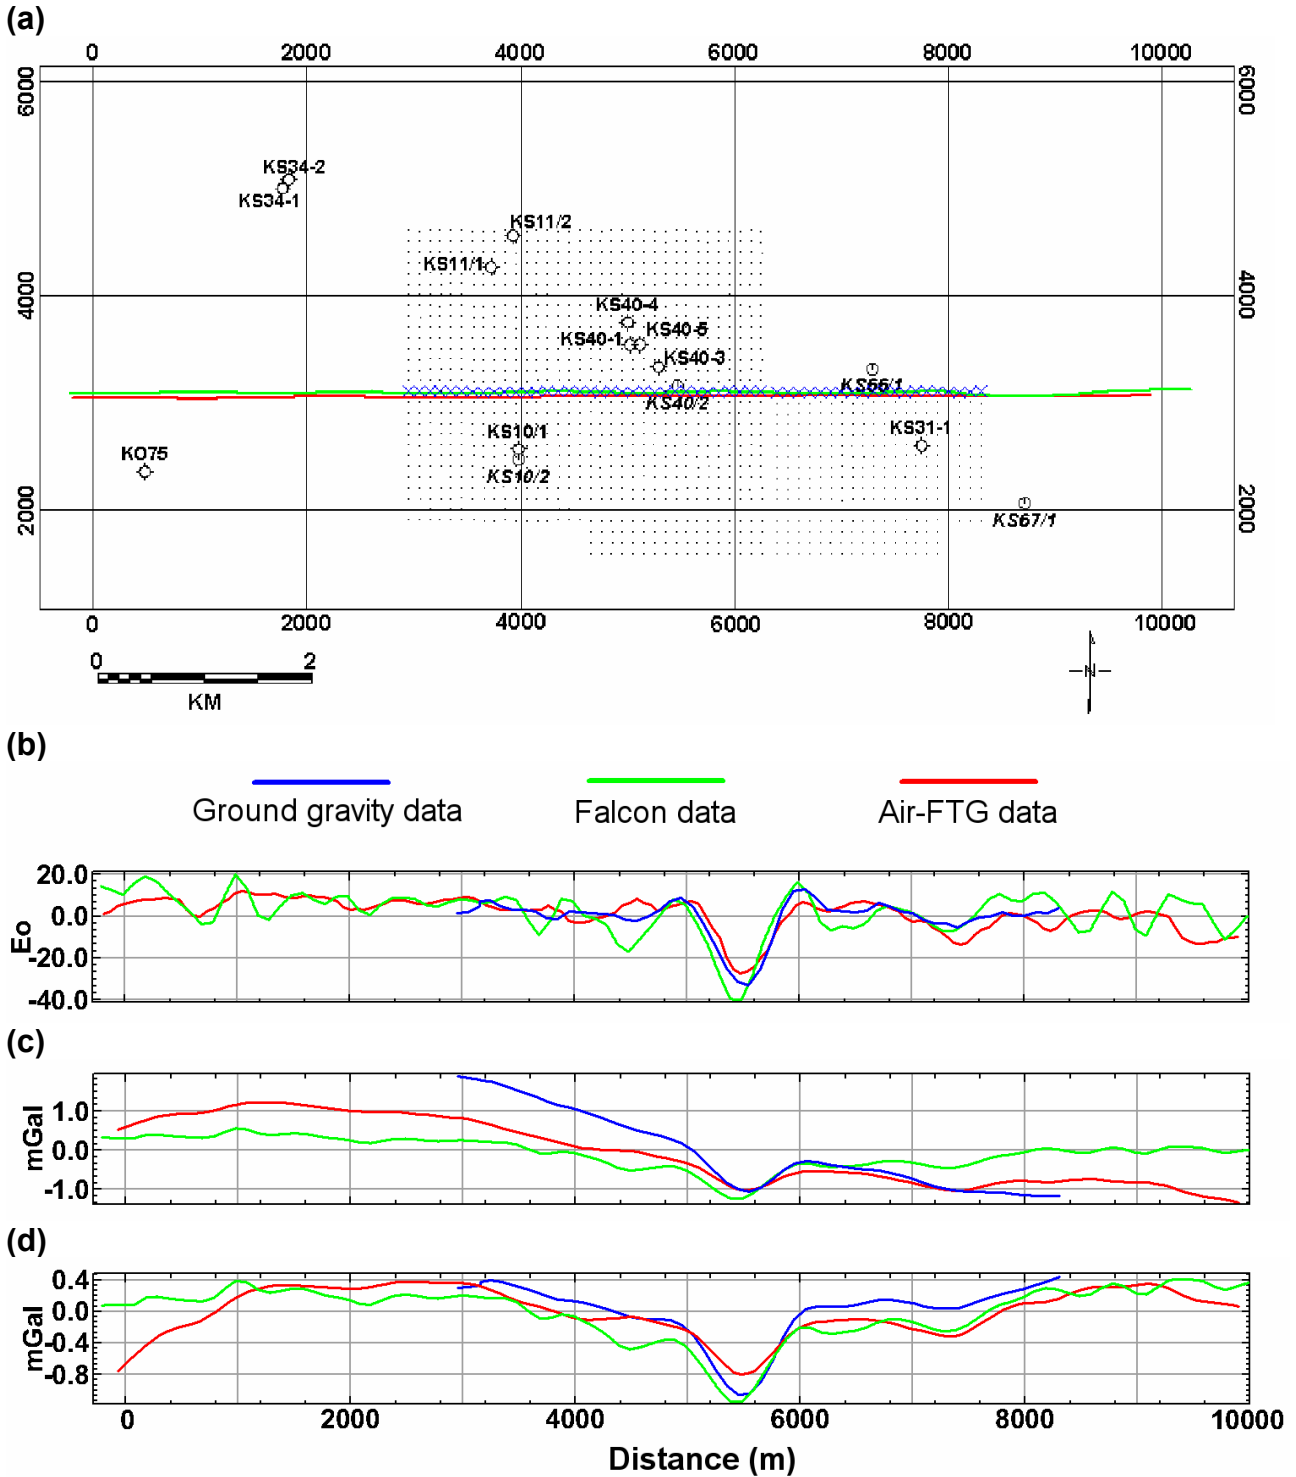 (a)
0 2000 4000 6000 8000 10000
6000 6000
KS34-2
KS34-1
KS11/2
KS11/1
4000 4000
KS40-4
KS40-1 KS40-5
KS40-3
KS66/1
KS40/2
KS10/1 KS31-1
KO75
KS10/2
2000 2000
KS67/1
0 2000 4000 6000 8000 10000
0 2
KM
N
(b)
Ground gravity data Falcon data Air-FTG data
20.0
0.0
-20.0
-40.0
Eo
(c)
1.0
0.0
-1.0
mGal
(d)
0.4
0.0
-0.4
-0.8
mGal
0 2000 4000 6000 8000 10000
Distance (m)